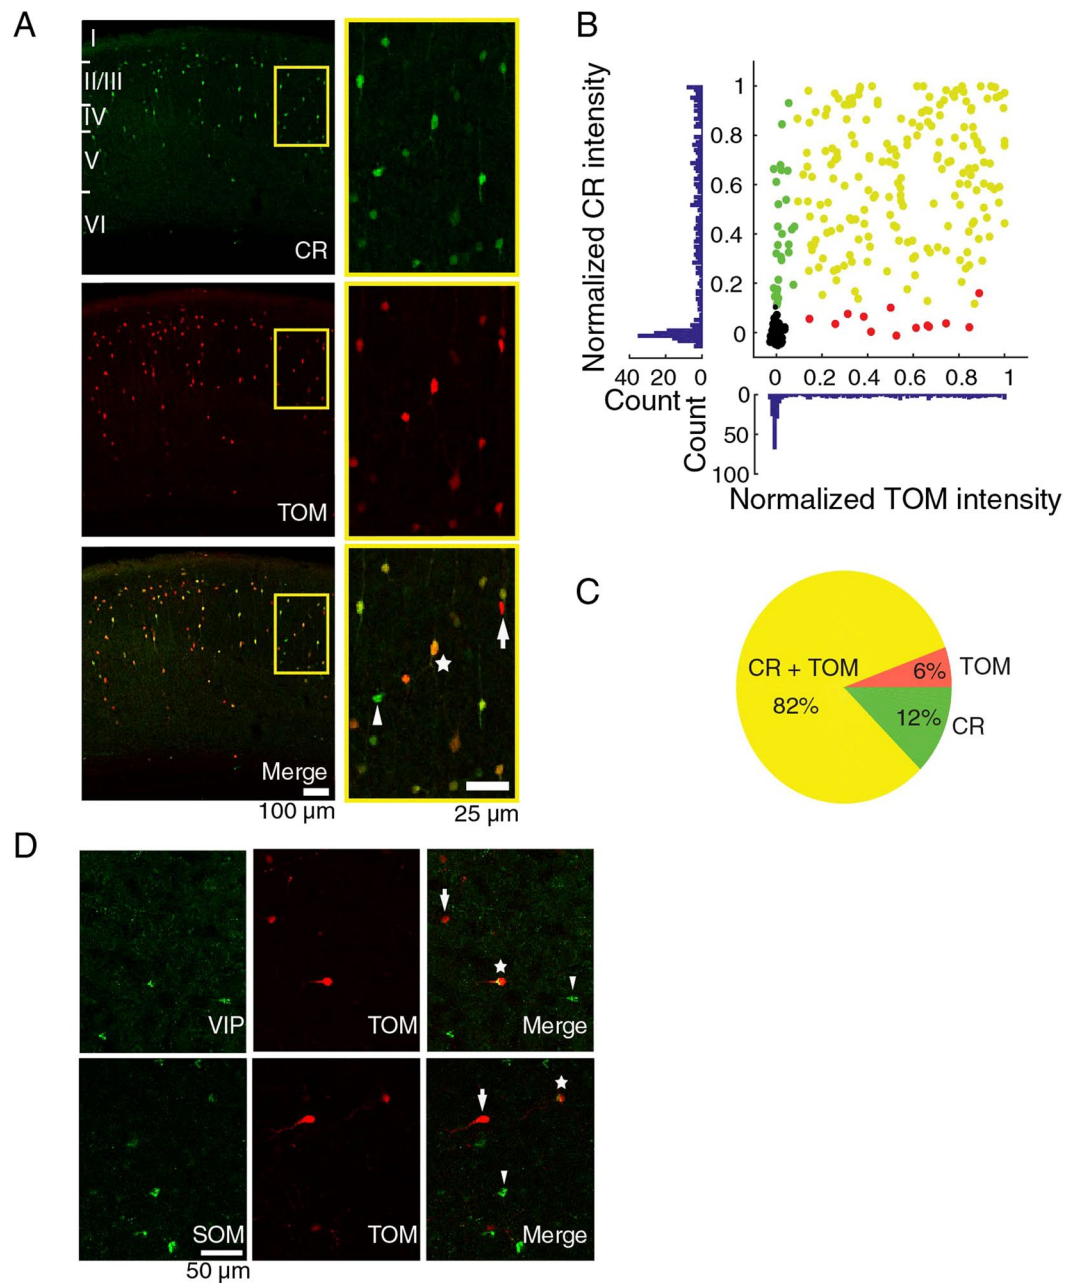 A
I
II/III
IV
V
VI
CR
TOM
Merge
100 µm
25 µm
B
Normalized CR intensity
1
0.8
0.6
0.4
0.2
0
40 20 0
Count
0 0.2 0.4 0.6 0.8 1
0
50
100
Count
Normalized TOM intensity
C
CR + TOM
82%
6%
TOM
12%
CR
D
VIP
TOM
Merge
SOM
TOM
Merge
50 µm